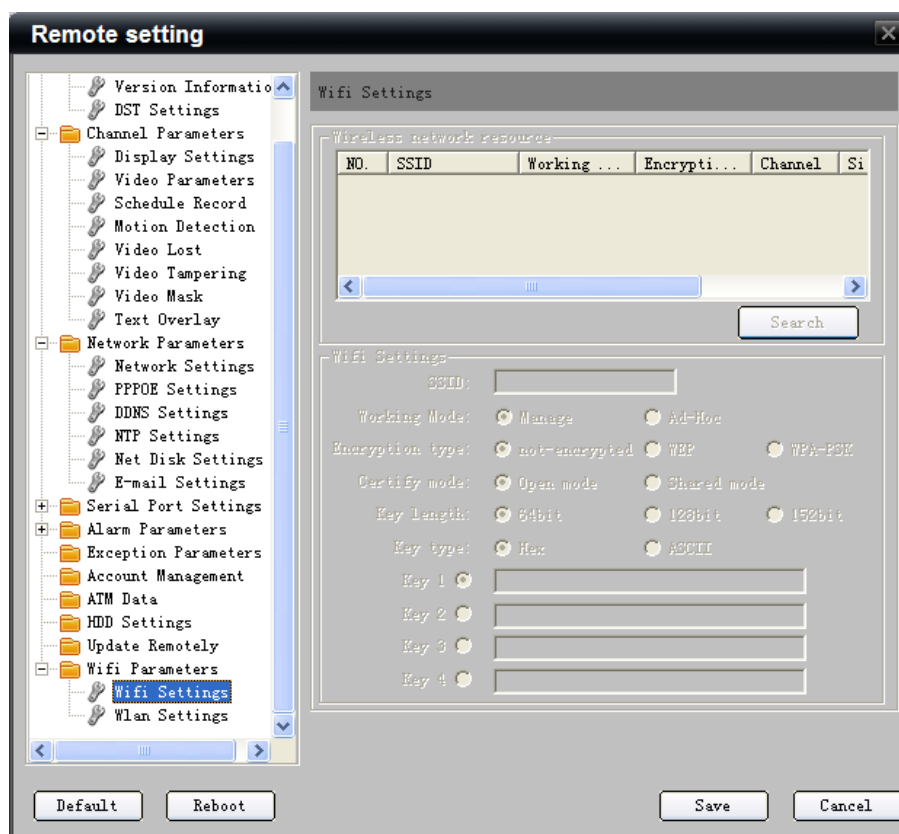 Remote setting
Version Informatio
DST Settings
Channel Parameters
Display Settings
Video Parameters
Schedule Record
Motion Detection
Video Lost
Video Tampering
Video Mask
Text Overlay
Network Parameters
Network Settings
PPPOE Settings
DDNS Settings
NTP Settings
Net Disk Settings
E-mail Settings
Serial Port Settings
Alarm Parameters
Exception Parameters
Account Management
ATM Data
HDD Settings
Update Remotely
Wifi Parameters
Wifi Settings
Wlan Settings
Wifi Settings
Wireless network resource
NO. SSID Working ... Encrypti... Channel Si
Search
Wifi Settings
SSID:
Working Mode: Manage Ad-Hoc
Encryption type: not-encrypted WEP WPA-PSK
Certify mode: Open mode Shared mode
Key length: 64bit 128bit 152bit
Key type: Hex ASCII
Key 1
Key 2
Key 3
Key 4
Default Reboot Save Cancel